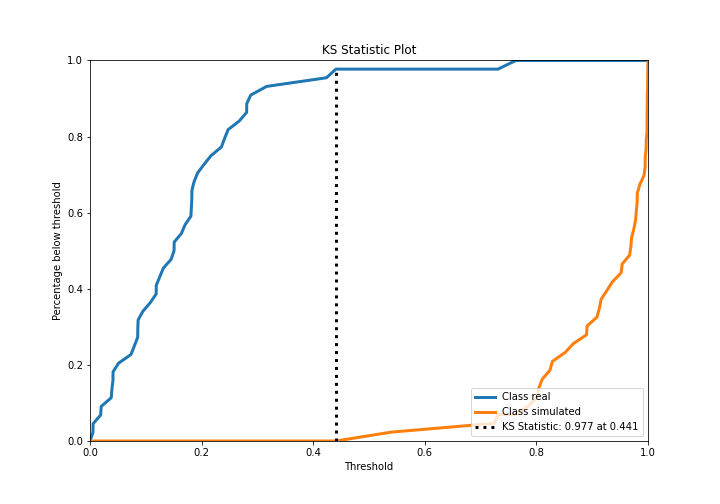 KS Statistic Plot
1.0
0.8
0.6
0.4
0.2
0.0
Percentage below threshold
0.0 0.2 0.4 0.6 0.8 1.0
Threshold
Class real
Class simulated
KS Statistic: 0.977 at 0.441